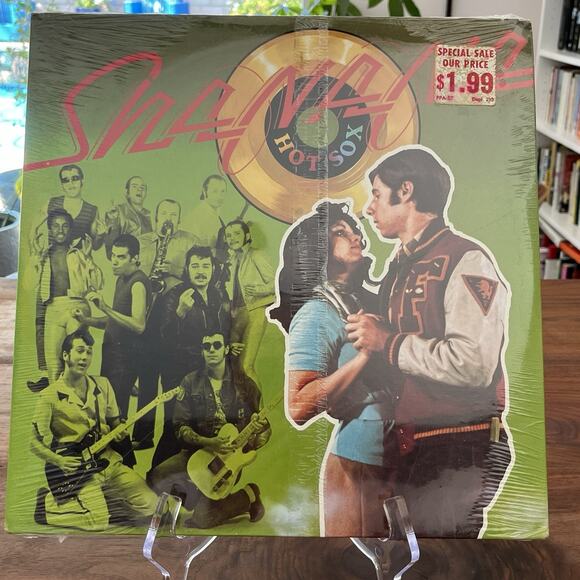 Sha Na Na
HOT SOX
SPECIAL SALE
OUR PRICE
$1.99
F